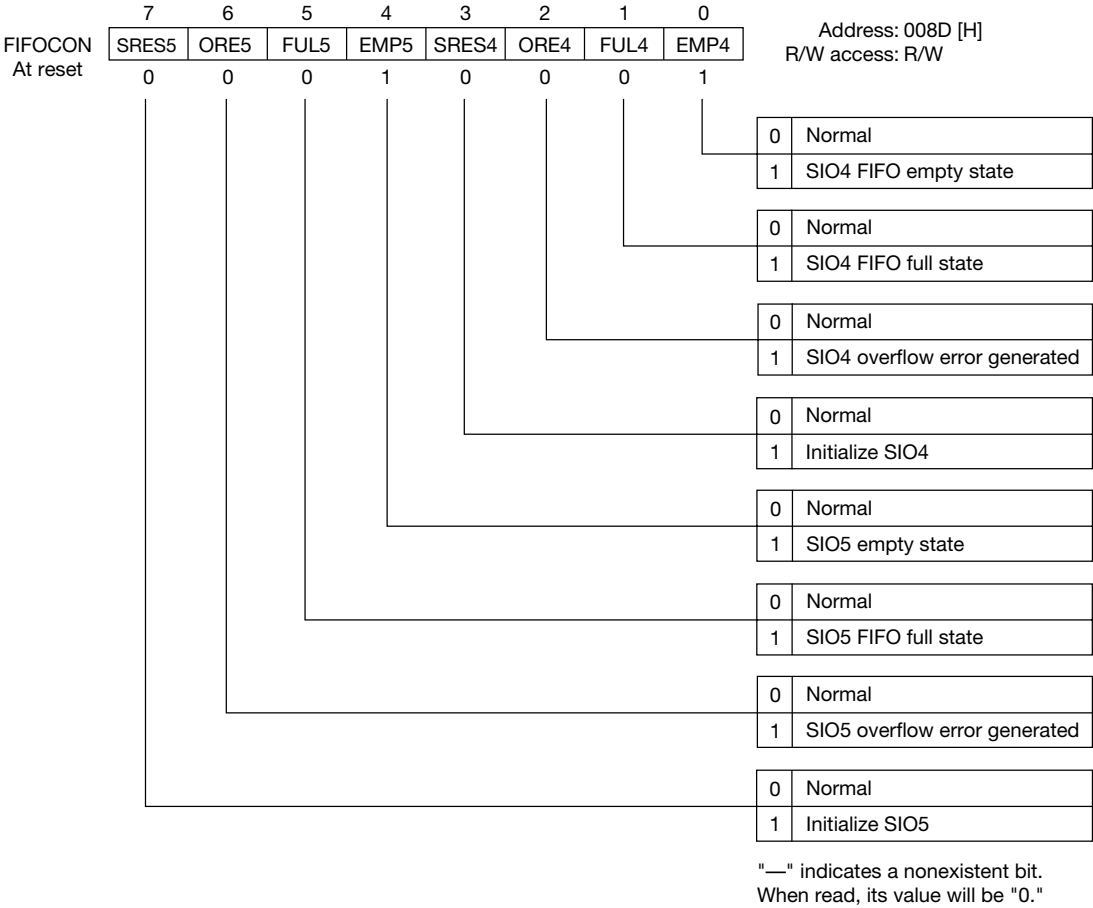 7 6 5 4 3 2 1 0
FIFOCON SRES5 ORE5 FUL5 EMP5 SRES4 ORE4 FUL4 EMP4
At reset 0 0 0 1 0 0 0 1
Address: 008D [H]
R/W access: R/W
0 Normal
1 SIO4 FIFO empty state
0 Normal
1 SIO4 FIFO full state
0 Normal
1 SIO4 overflow error generated
0 Normal
1 Initialize SIO4
0 Normal
1 SIO5 empty state
0 Normal
1 SIO5 FIFO full state
0 Normal
1 SIO5 overflow error generated
0 Normal
1 Initialize SIO5
"—" indicates a nonexistent bit.
When read, its value will be "0."